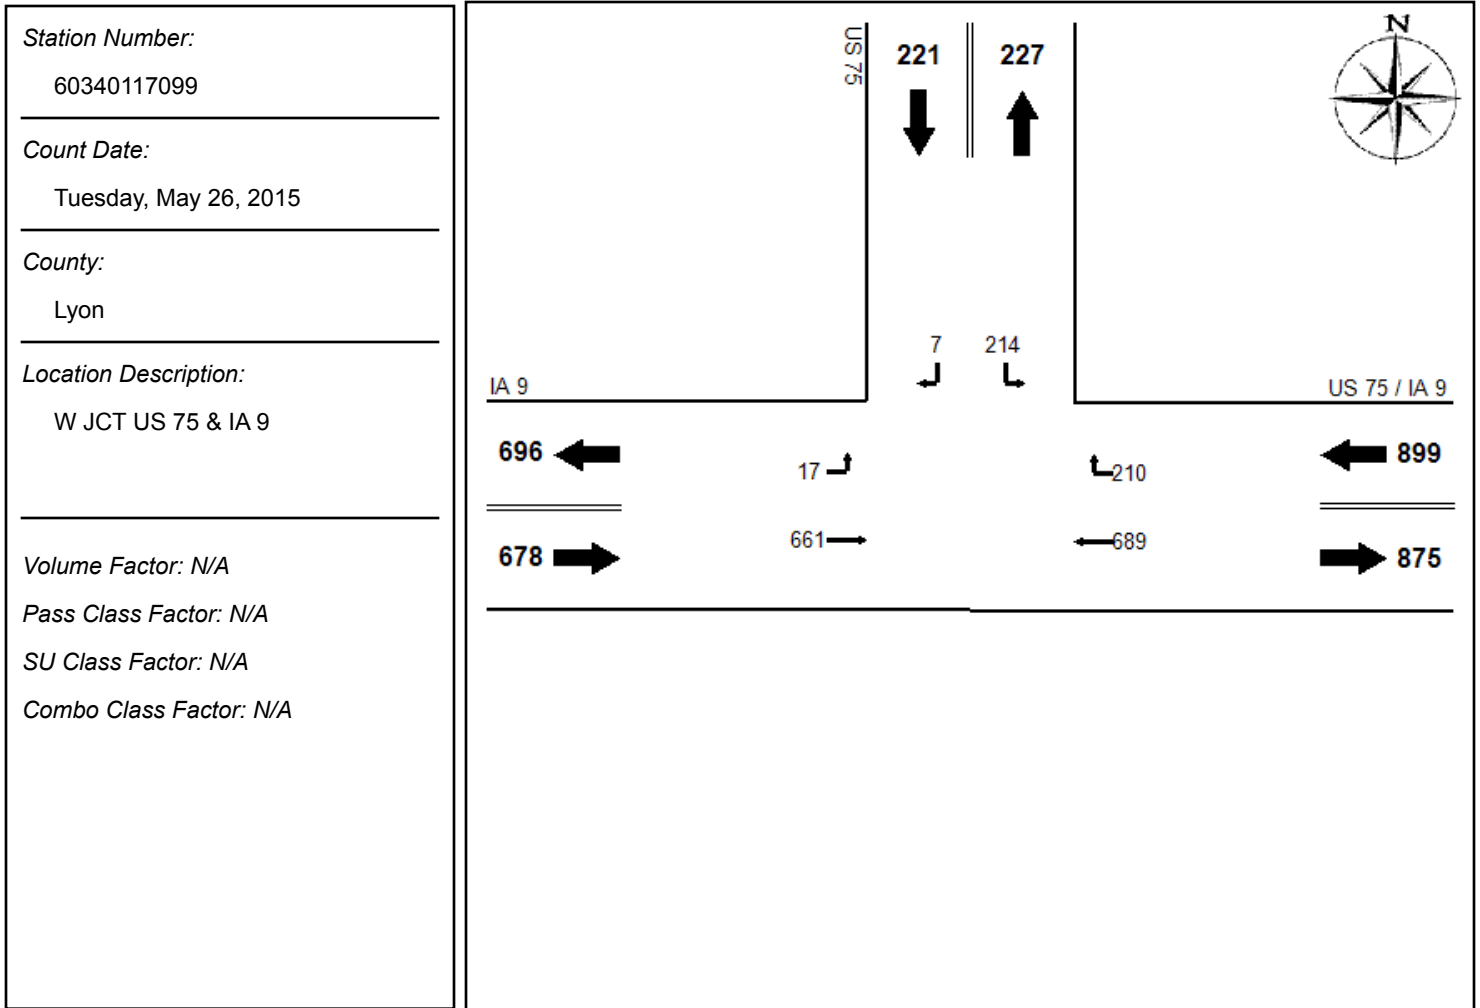 Station Number:
60340117099
Count Date:
Tuesday, May 26, 2015
County:
Lyon
Location Description:
W JCT US 75 & IA 9
Volume Factor: N/A
Pass Class Factor: N/A
SU Class Factor: N/A
Combo Class Factor: N/A
N
US 75
221 227
7 214
IA 9
US 75 / IA 9
696
17
210
899
678
661
689
875